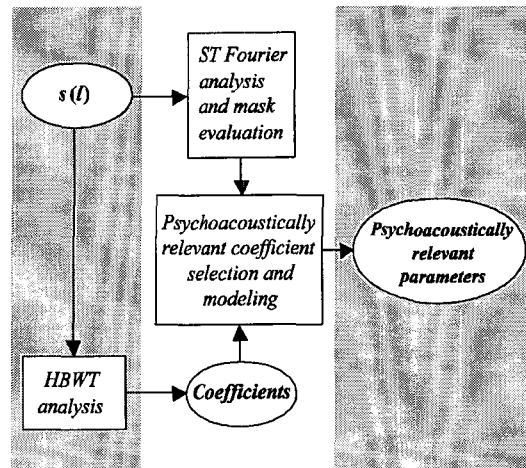 s (l)
ST Fourier
analysis
and mask
evaluation
Psychoacoustically
relevant coefficient
selection and
modeling
Psychoacoustically
relevant
parameters
HBWT
analysis
Coefficients